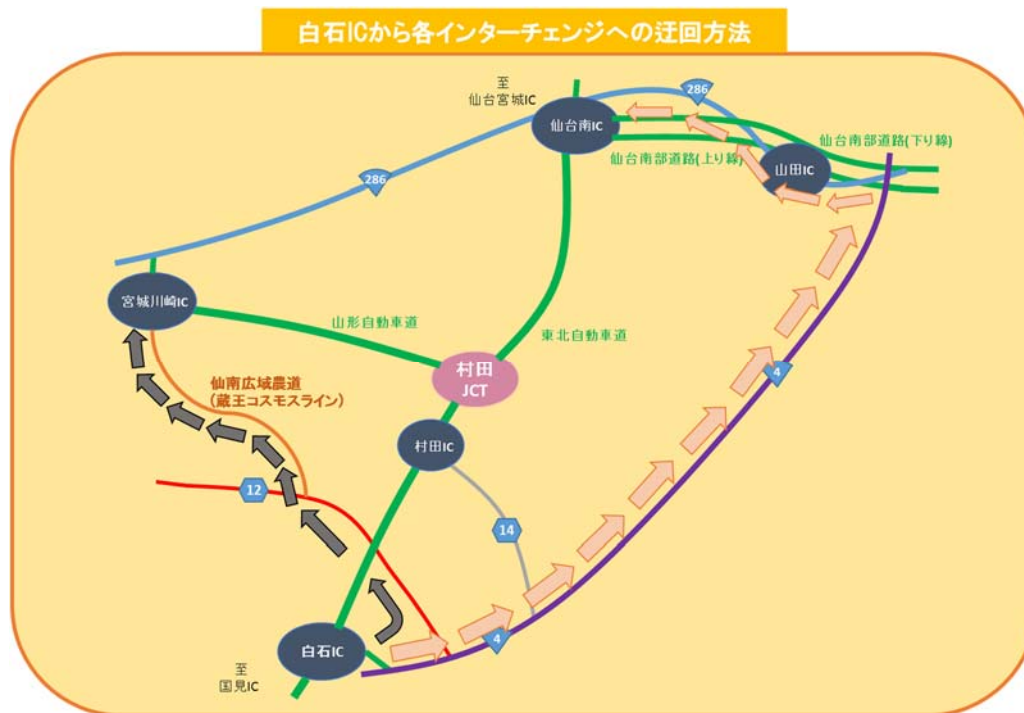 白石ICから各インターチェンジへの迂回方法
至
仙台宮城IC
286
仙台南IC
仙台南部道路(下り線)
仙台南部道路(上り線)
山田IC
286
宮城川崎IC
山形自動車道
東北自動車道
村田
JCT
4
仙南広域農道
(蔵王コスモスライン)
村田IC
12
14
4
白石IC
至
国見IC